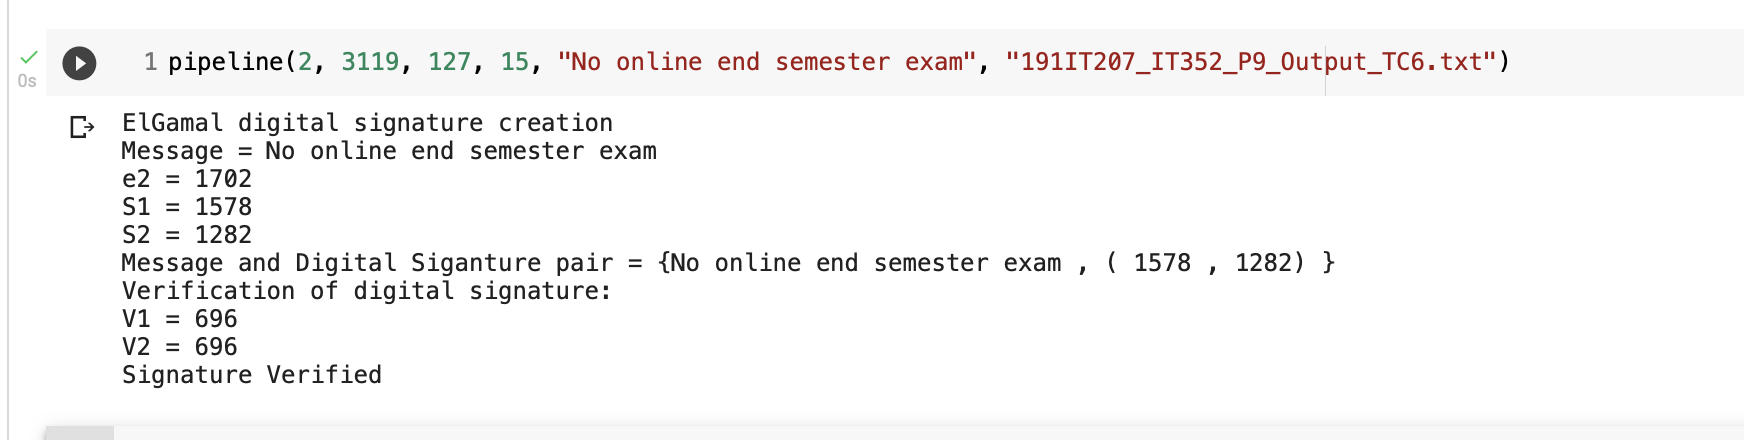 1 pipeline(2, 3119, 127, 15, "No online end semester exam", "191IT207_IT352_P9_Output_TC6.txt")
0s
ElGamal digital signature creation
Message = No online end semester exam
e2 = 1702
S1 = 1578
S2 = 1282
Message and Digital Siganture pair = {No online end semester exam , ( 1578 , 1282) }
Verification of digital signature:
V1 = 696
V2 = 696
Signature Verified